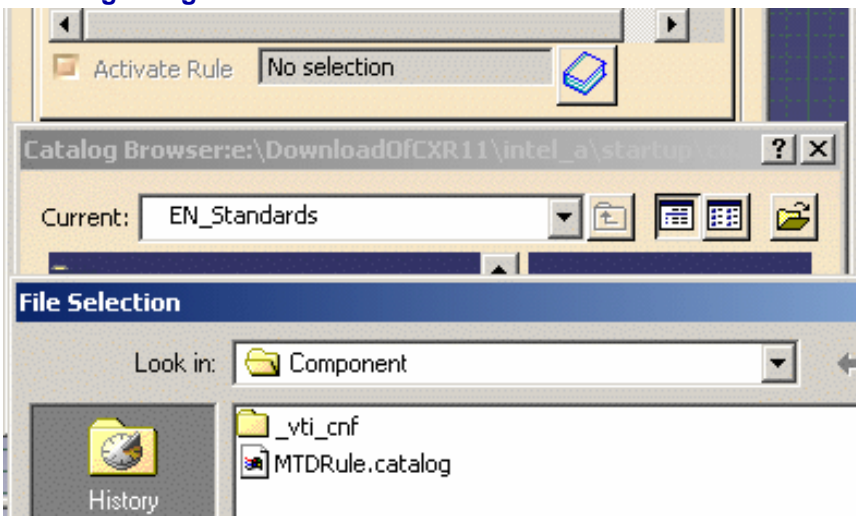 Activate Rule No selection
Catalog Browser:e:\DownloadOfCXR11\intel_a\startup\
Current: EN_Standards
File Selection
Look in: Component
_vti_cnf
MTDRule.catalog
History